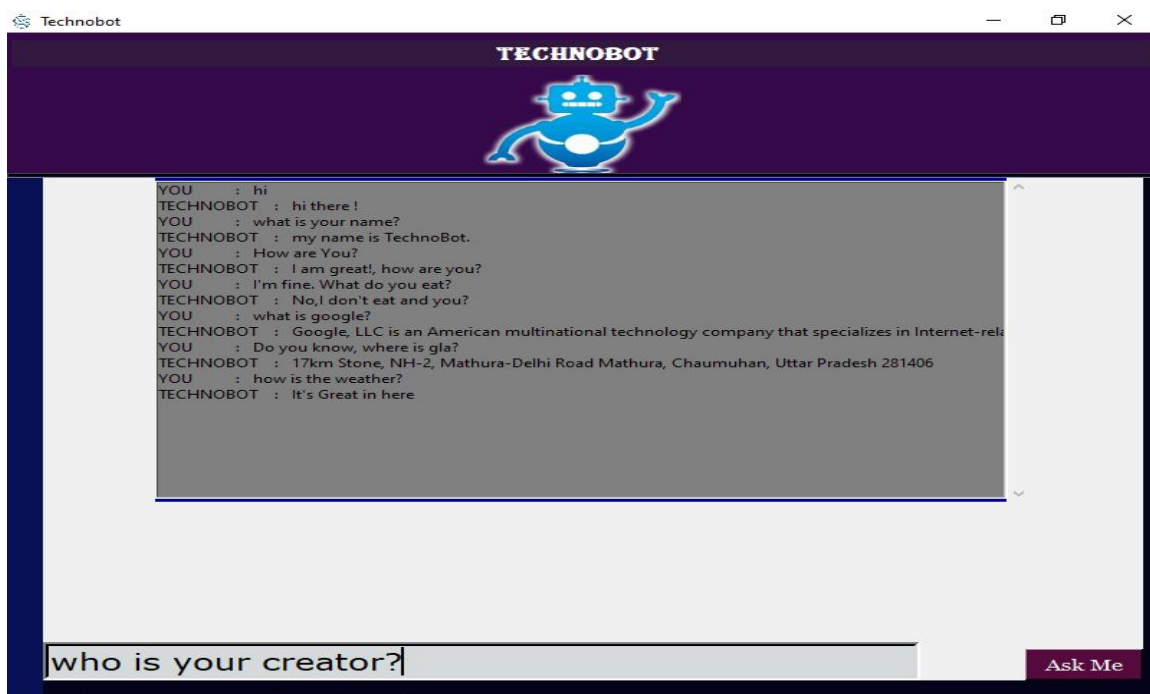 Technobot
TECHNOBOT
YOU : hi
TECHNOBOT : hi there !
YOU : what is your name?
TECHNOBOT : my name is TechnoBot.
YOU : How are You?
TECHNOBOT : I am great!, how are you?
YOU : I'm fine. What do you eat?
TECHNOBOT : No,I don't eat and you?
YOU : what is google?
TECHNOBOT : Google, LLC is an American multinational technology company that specializes in Internet-rela
YOU : Do you know, where is gla?
TECHNOBOT : 17km Stone, NH-2, Mathura-Delhi Road Mathura, Chaumuhan, Uttar Pradesh 281406
YOU : how is the weather?
TECHNOBOT : It's Great in here
who is your creator?
Ask Me